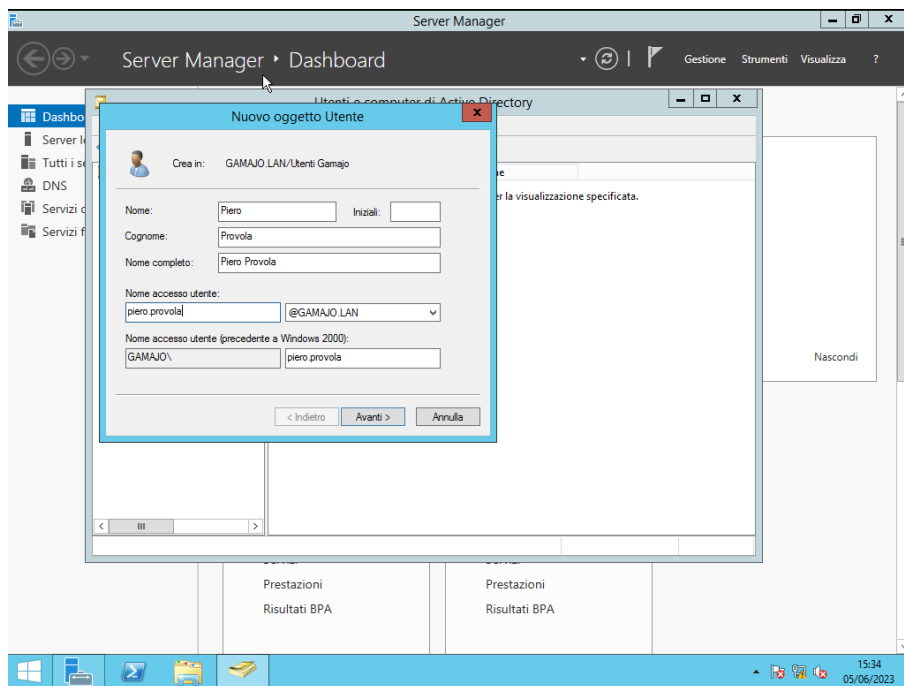 Server Manager
Server Manager • Dashboard
Gestione Strumenti Visualizza ?
Utenti e computer di Active Directory
Nuovo oggetto Utente
Crea in: GAMAJO.LAN/Utenti Gamajo
Nome: Piero Iniziali:
Cognome: Provola
Nome completo: Piero Provola
Nome accesso utente:
piero.provola @GAMAJO.LAN
Nome accesso utente (precedente a Windows 2000):
GAMAJO\ piero.provola
< Indietro Avanti > Annulla
Dashbo
Server l
Tutti i se
DNS
Servizi
Servizi f
er la visualizzazione specificata.
Nascondi
Prestazioni Prestazioni
Risultati BPA Risultati BPA
15:34
05/06/2023